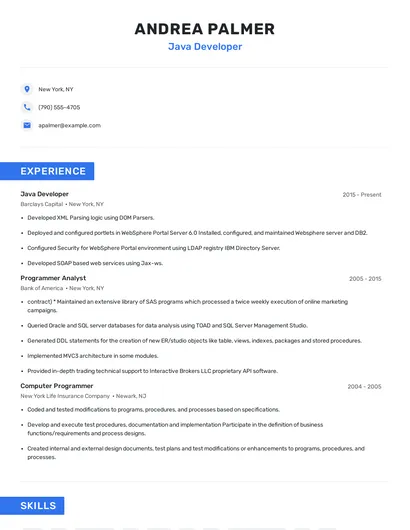 ANDREA PALMER
Java Developer
New York, NY
(790) 555-4705
apalmer@example.com
EXPERIENCE
Java Developer 2015 - Present
Barclays Capital • New York, NY
• Developed XML Parsing logic using DOM Parsers.
• Deployed and configured portlets in WebSphere Portal Server 6.0 Installed, configured, and maintained Websphere server and DB2.
• Configured Security for WebSphere Portal environment using LDAP registry IBM Directory Server.
• Developed SOAP based web services using Jax-ws.
Programmer Analyst 2005 - 2015
Bank of America • New York, NY
• contract) * Maintained an extensive library of SAS programs which processed a twice weekly execution of online marketing
campaigns.
• Queried Oracle and SQL server databases for data analysis using TOAD and SQL Server Management Studio.
• Generated DDL statements for the creation of new ER/studio objects like table, views, indexes, packages and stored procedures.
• Implemented MVC3 architecture in some modules.
• Provided in-depth trading technical support to Interactive Brokers LLC proprietary API software.
Computer Programmer 2004 - 2005
New York Life Insurance Company • Newark, NJ
• Coded and tested modifications to programs, procedures, and processes based on specifications.
• Develop and execute test procedures, documentation and implementation Participate in the definition of business
functions/requirements and process designs.
• Created internal and external design documents, test plans and test modifications or enhancements to programs, procedures, and
processes.
SKILLS